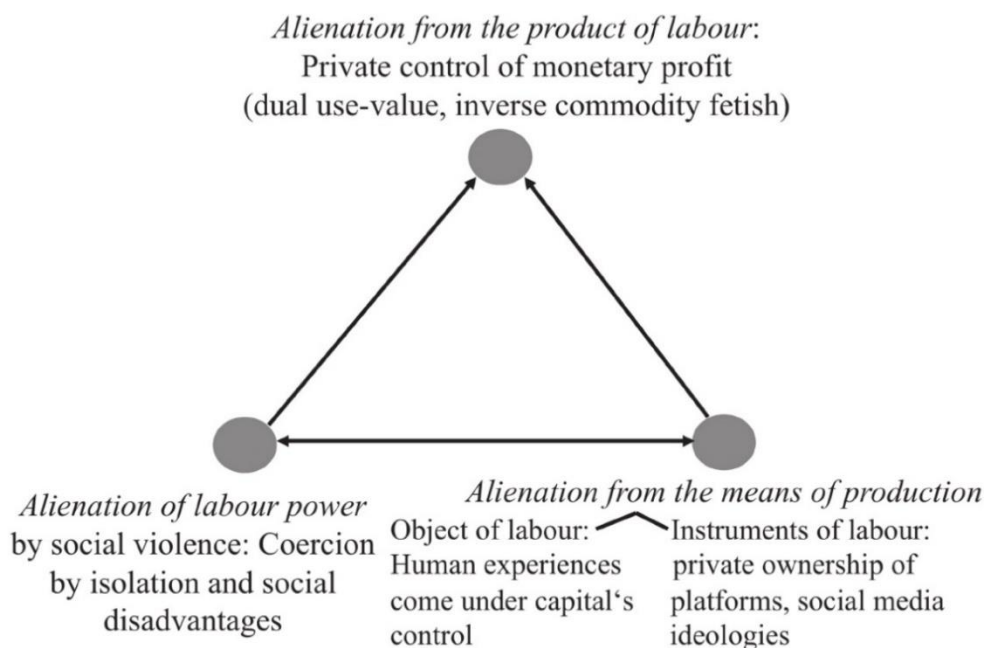 Alienation from the product of labour:
Private control of monetary profit
(dual use-value, inverse commodity fetish)
Alienation of labour power
by social violence: Coercion
by isolation and social
disadvantages
Alienation from the means of production
Object of labour:
Human experiences
come under capital‘s
control
Instruments of labour:
private ownership of
platforms, social media
ideologies